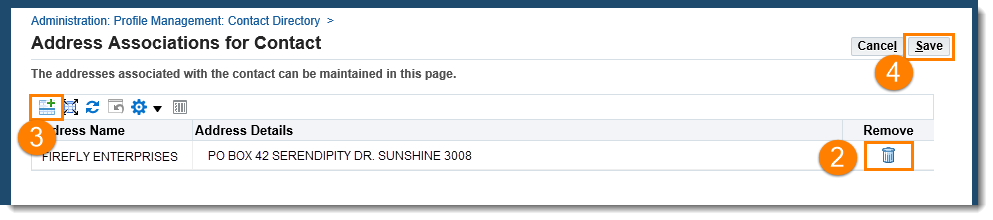 Administration: Profile Management: Contact Directory >
Address Associations for Contact
Cancel Save
4
The addresses associated with the contact can be maintained in this page.
3
dress Name Address Details Remove
FIREFLY ENTERPRISES PO BOX 42 SERENDIPITY DR. SUNSHINE 3008
2